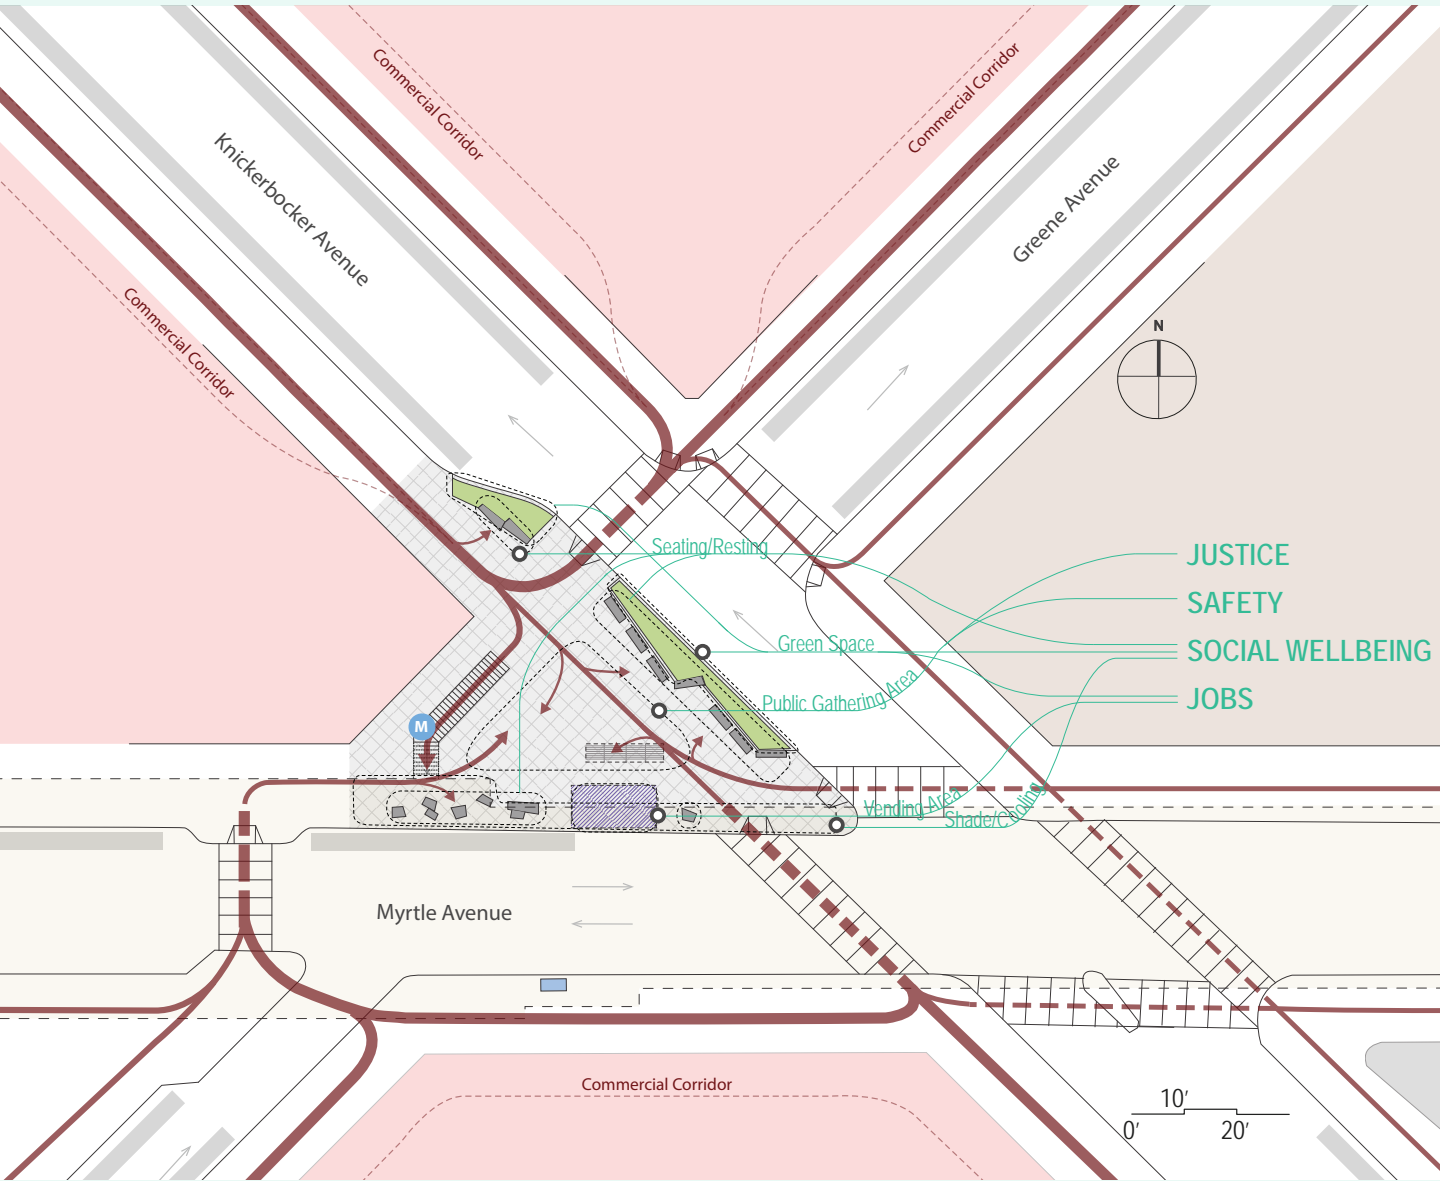 Commercial Corridor
Commercial Corridor
Knickerbocker Avenue
Greene Avenue
Commercial Corridor
N
Seating/Resting
JUSTICE
SAFETY
Green Space
SOCIAL WELLBEING
Public Gathering Area
JOBS
M
Vending Area
Shade/Cooling
Myrtle Avenue
Commercial Corridor
10'
0'
20'